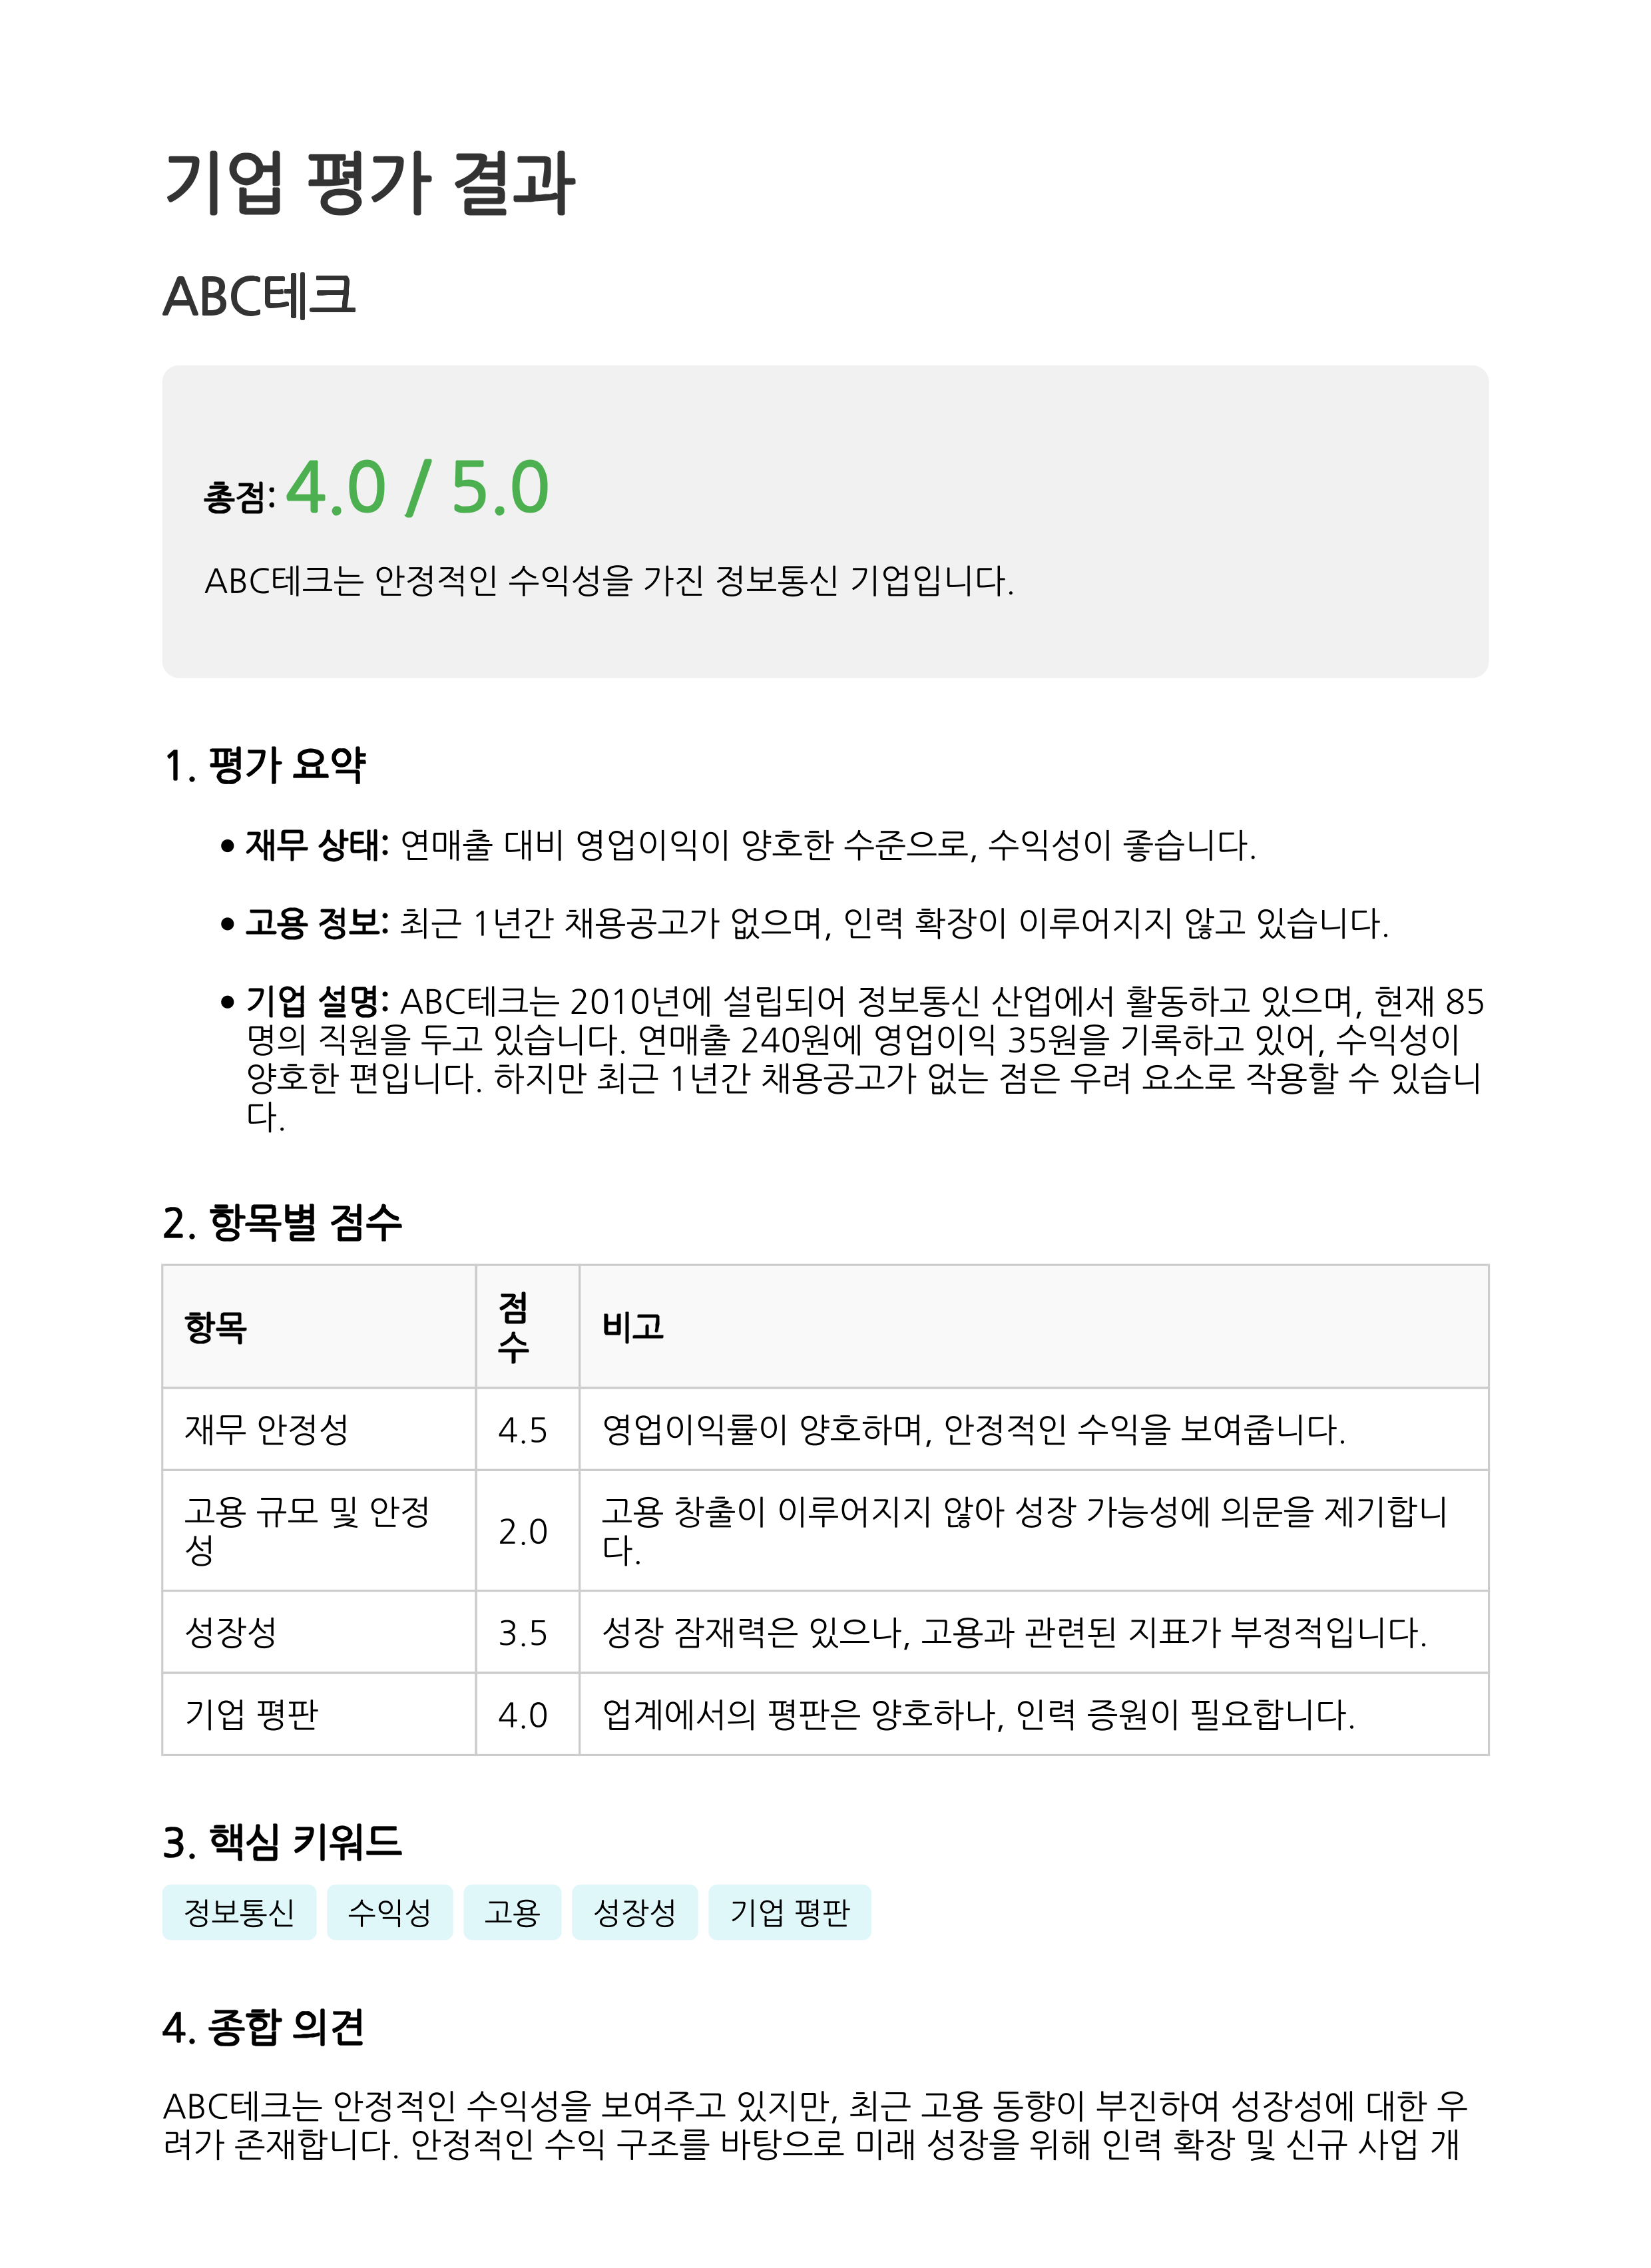 기업 평가 결과
ABC테크
총점: 4.0 / 5.0
ABC테크는 안정적인 수익성을 가진 정보통신 기업입니다.
1. 평가 요약
• 재무 상태: 연매출 대비 영업이익이 양호한 수준으로, 수익성이 좋습니다.
• 고용 정보: 최근 1년간 채용공고가 없으며, 인력 확장이 이루어지지 않고 있습니다.
• 기업 설명: ABC테크는 2010년에 설립되어 정보통신 산업에서 활동하고 있으며, 현재 85
명의 직원을 두고 있습니다. 연매출 240원에 영업이익 35원을 기록하고 있어, 수익성이
양호한 편입니다. 하지만 최근 1년간 채용공고가 없는 점은 우려 요소로 작용할 수 있습니
다.
2. 항목별 점수
항목 점수 비고
재무 안정성 4.5 영업이익률이 양호하며, 안정적인 수익을 보여줍니다.
고용 규모 및 안정
성 2.0 고용 창출이 이루어지지 않아 성장 가능성에 의문을 제기합니
다.
성장성 3.5 성장 잠재력은 있으나, 고용과 관련된 지표가 부정적입니다.
기업 평판 4.0 업계에서의 평판은 양호하나, 인력 증원이 필요합니다.
3. 핵심 키워드
정보통신 수익성 고용 성장성 기업 평판
4. 종합 의견
ABC테크는 안정적인 수익성을 보여주고 있지만, 최근 고용 동향이 부진하여 성장성에 대한 우
려가 존재합니다. 안정적인 수익 구조를 바탕으로 미래 성장을 위해 인력 확장 및 신규 사업 개